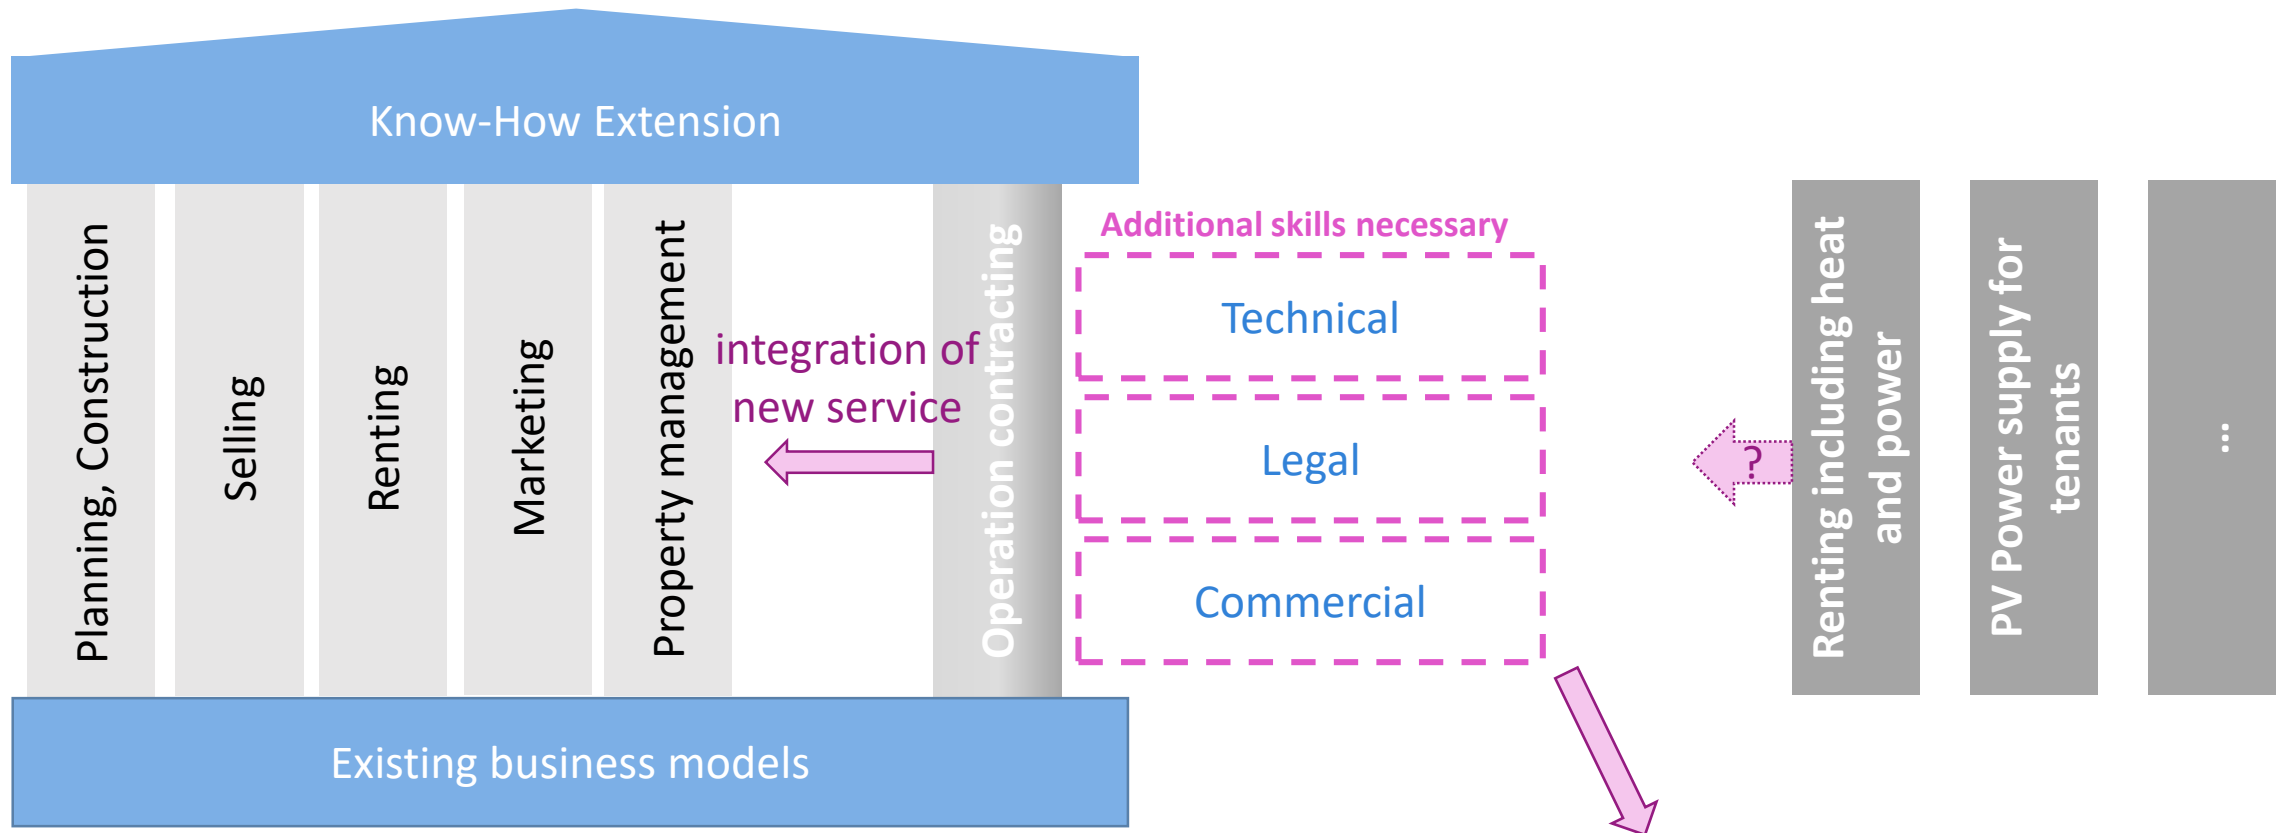 Know-How Extension
Planning, Construction
Selling
Renting
Marketing
Property management
integration of
new service
Operation contracting
Additional skills necessary
Technical
Legal
Commercial
?
Renting including heat
and power
PV Power supply for
tenants
...
Existing business models